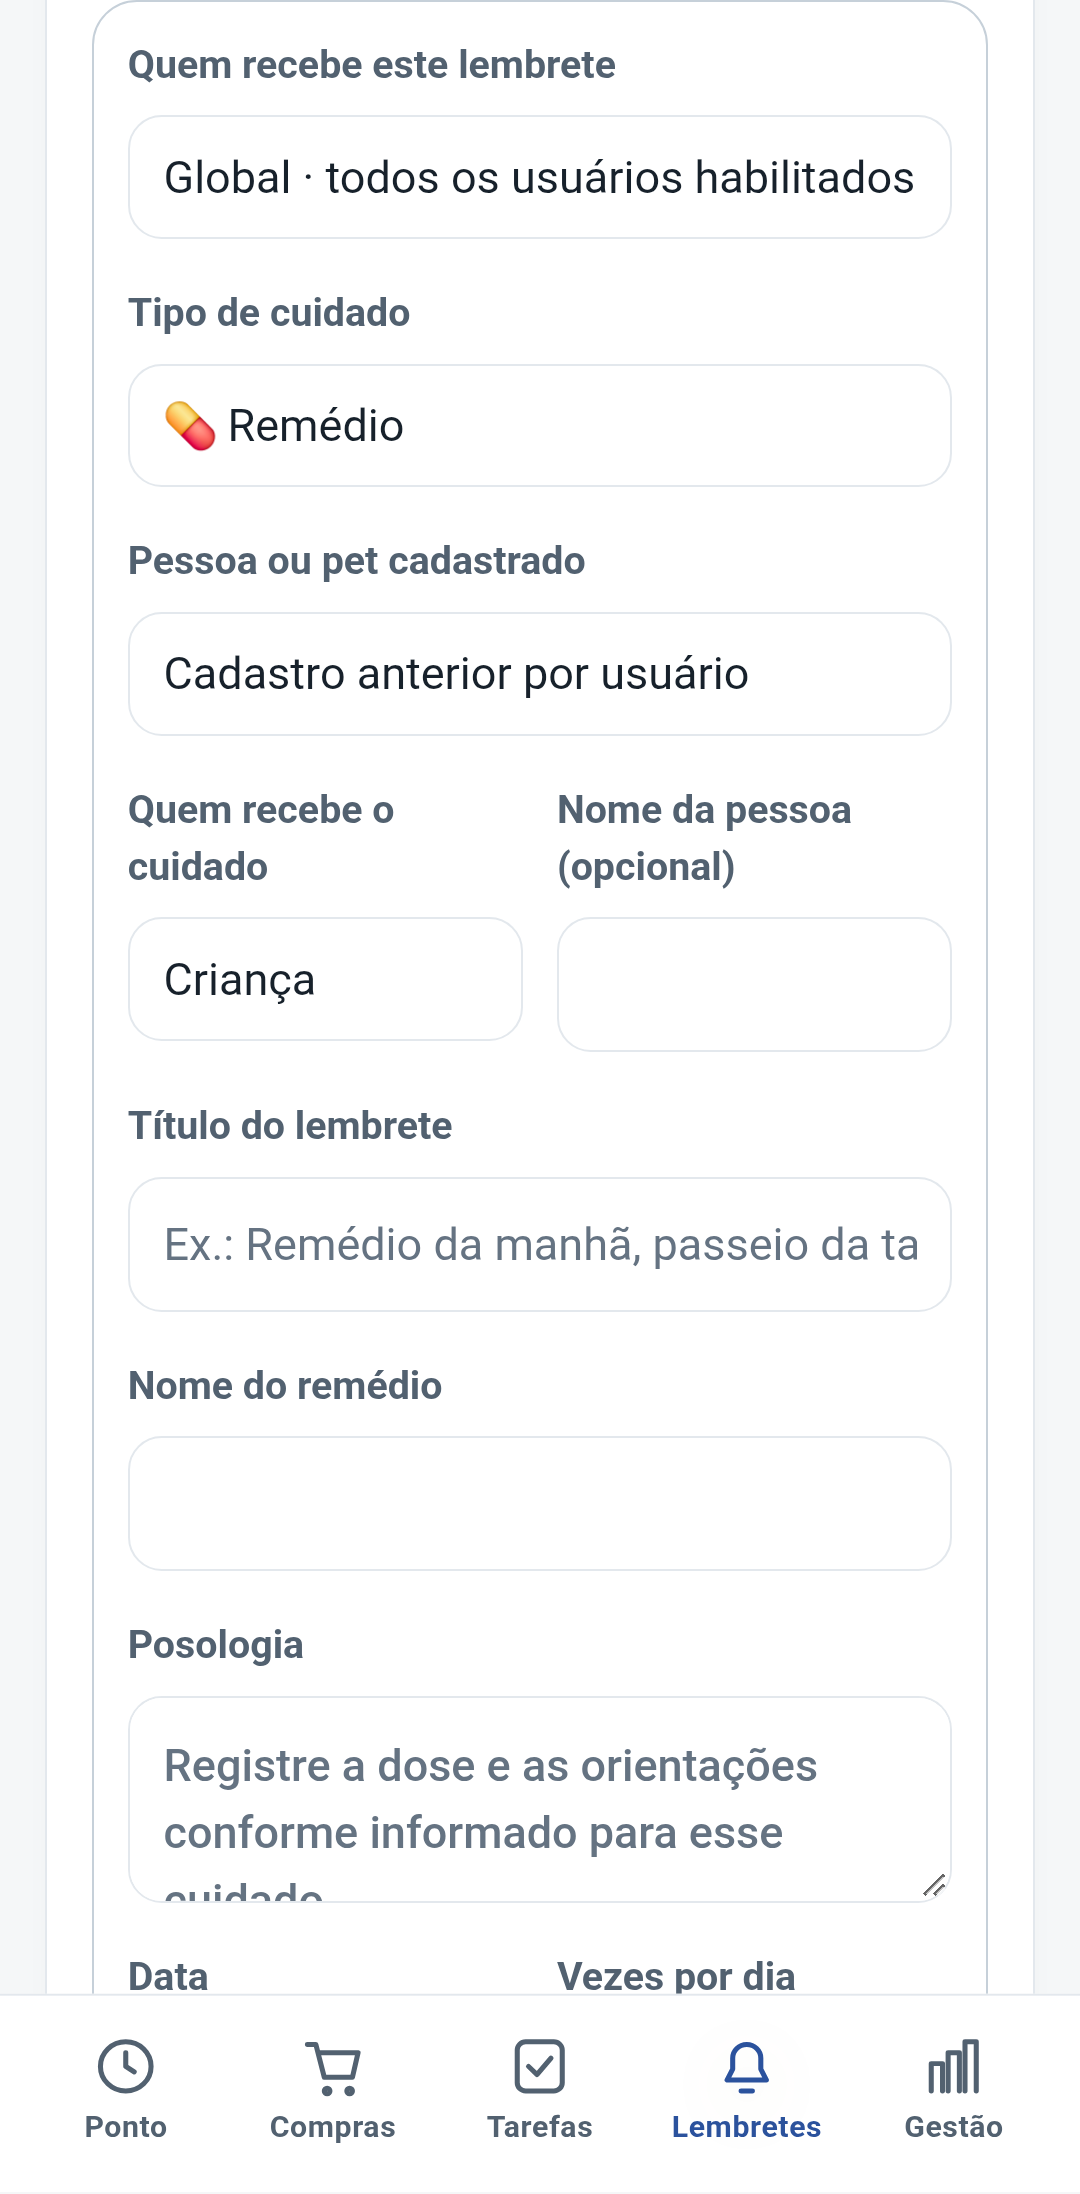 Quem recebe este lembrete
Global · todos os usuários habilitados
Tipo de cuidado
💊 Remédio
Pessoa ou pet cadastrado
Cadastro anterior por usuário
Quem recebe o
cuidado
Nome da pessoa
(opcional)
Criança
Título do lembrete
Ex.: Remédio da manhã, passeio da ta
Nome do remédio
Posologia
Registre a dose e as orientações
conforme informado para esse
cuidado
Data
Vezes por dia
Ponto
Compras
Tarefas
Lembretes
Gestão